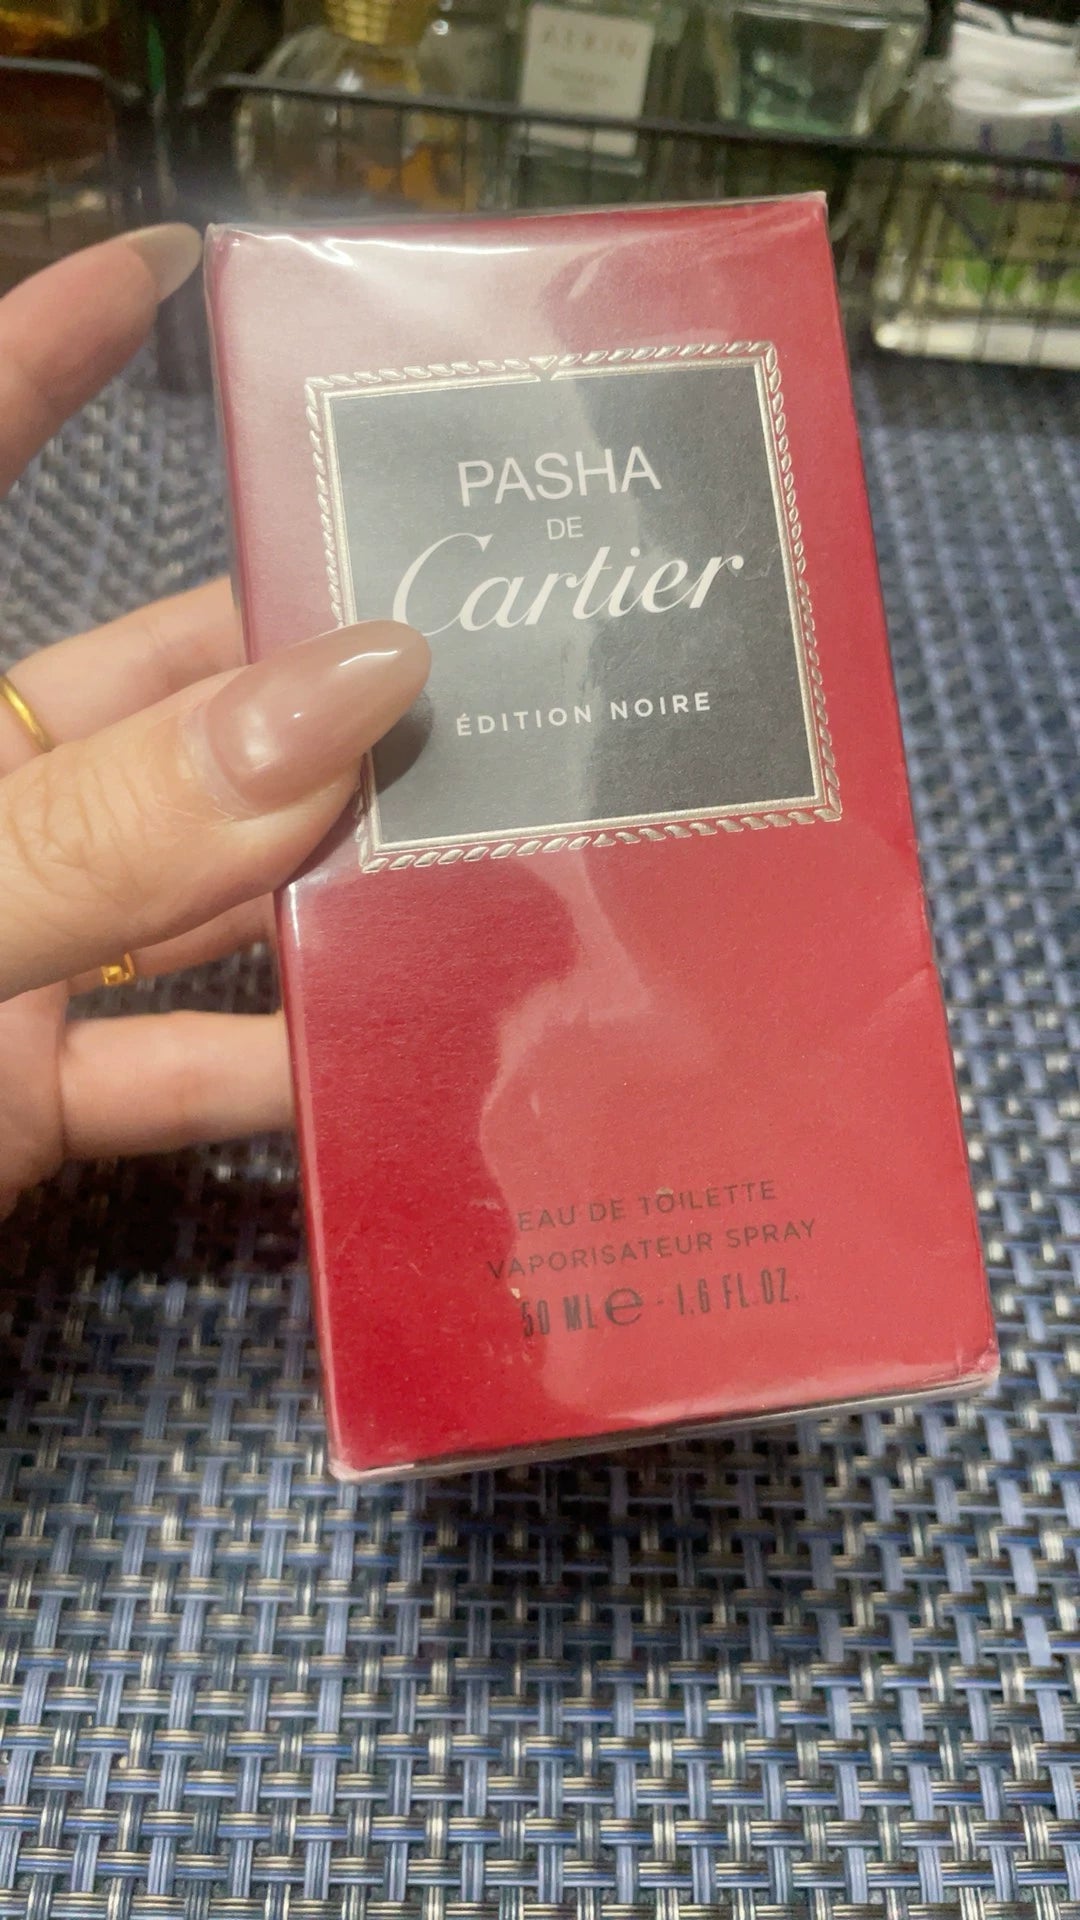 PASHA
DE
Cartier
ÉDITION NOIRE
EAU DE TOILETTE
VAPORISATEUR SPRAY
50 ML e - 1.6 FL.OZ.